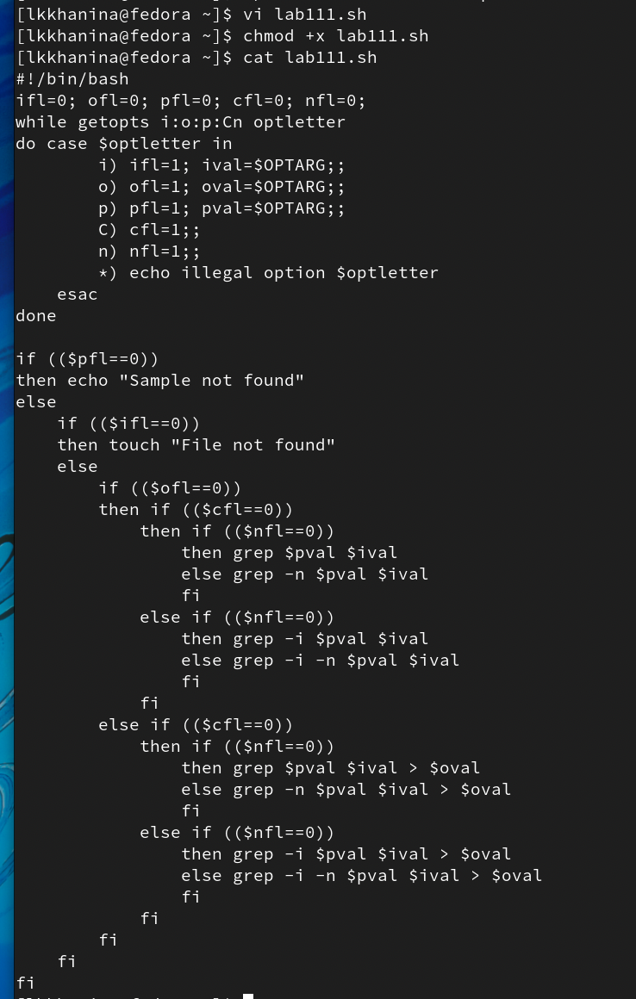 [lkkhanina@fedora ~]$ vi lab111.sh
[lkkhanina@fedora ~]$ chmod +x lab111.sh
[lkkhanina@fedora ~]$ cat lab111.sh
#!/bin/bash
ifl=0; ofl=0; pfl=0; cfl=0; nfl=0;
while getopts i:o:p:Cn optletter
do case $optletter in
        i) ifl=1; ival=$OPTARG;;
        o) ofl=1; oval=$OPTARG;;
        p) pfl=1; pval=$OPTARG;;
        C) cfl=1;;
        n) nfl=1;;
        *) echo illegal option $optletter
    esac
done

if (($pfl==0))
then echo "Sample not found"
else
    if (($ifl==0))
    then touch "File not found"
    else
        if (($ofl==0))
        then if (($cfl==0))
            then if (($nfl==0))
                then grep $pval $ival
                else grep -n $pval $ival
                fi
            else if (($nfl==0))
                then grep -i $pval $ival
                else grep -i -n $pval $ival
                fi
            fi
        else if (($cfl==0))
            then if (($nfl==0))
                then grep $pval $ival > $oval
                else grep -n $pval $ival > $oval
                fi
            else if (($nfl==0))
                then grep -i $pval $ival > $oval
                else grep -i -n $pval $ival > $oval
                fi
            fi
        fi
    fi
fi